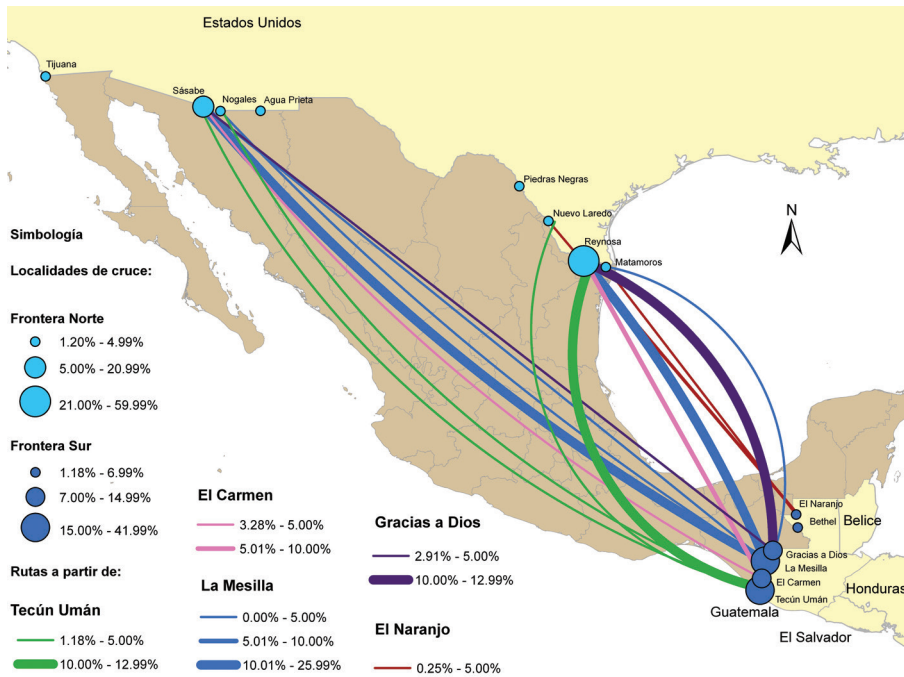 Estados Unidos
Tijuana
Sásabe
Nogales
Agua Prieta
Piedras Negras
Nuevo Laredo
Reynosa
Matamoros
N
Simbología
Localidades de cruce:
Frontera Norte
1.20% - 4.99%
5.00% - 20.99%
21.00% - 59.99%
Frontera Sur
1.18% - 6.99%
7.00% - 14.99%
15.00% - 41.99%
Rutas a partir de:
Tecún Umán
1.18% - 5.00%
10.00% - 12.99%
El Carmen
3.28% - 5.00%
5.01% - 10.00%
La Mesilla
0.00% - 5.00%
5.01% - 10.00%
10.01% - 25.99%
Gracias a Dios
2.91% - 5.00%
10.00% - 12.99%
El Naranjo
0.25% - 5.00%
El Naranjo
Bethel
Belice
Gracias a Dios
La Mesilla
El Carmen
Tecún Umán
Honduras
Guatemala
El Salvador